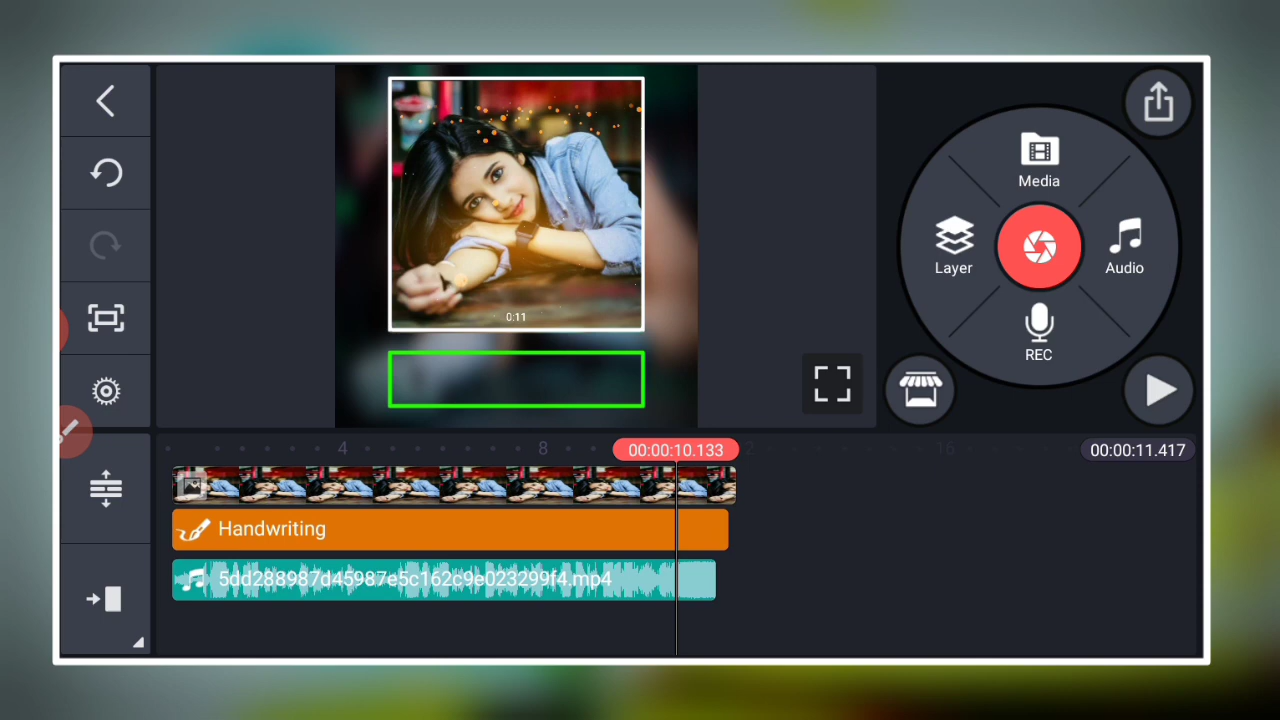 Media
Layer
Audio
REC
0:11
4
8
00:00:10.133
2
16
00:00:11.417
Handwriting
5dd288987d45987e5c162c9e023299f4.mp4